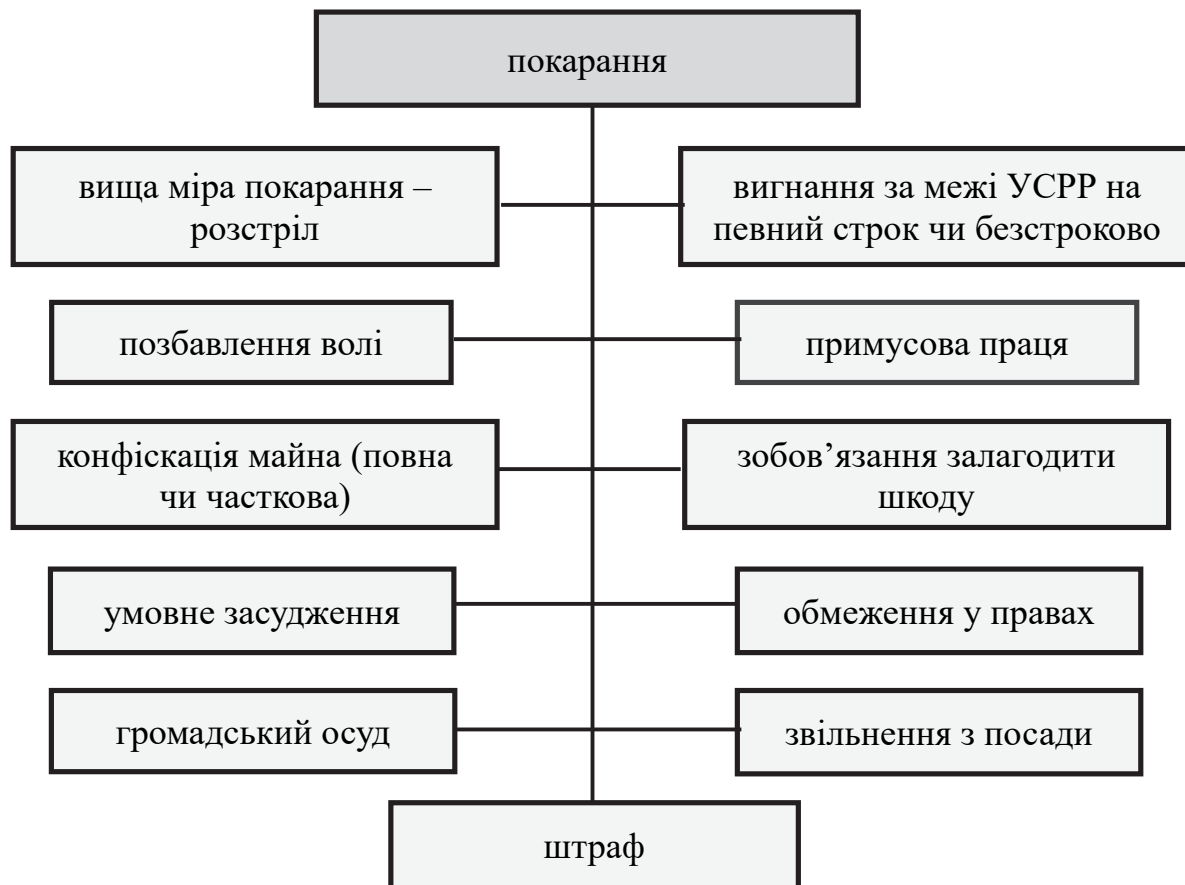 покарання
вища міра покарання –
розстріл
вигнання за межі УСРР на
певний строк чи безстроково
позбавлення волі
примусова праця
конфіскація майна (повна
чи часткова)
зобов’язання залагодити
шкоду
умовне засудження
обмеження у правах
громадський осуд
звільнення з посади
штраф